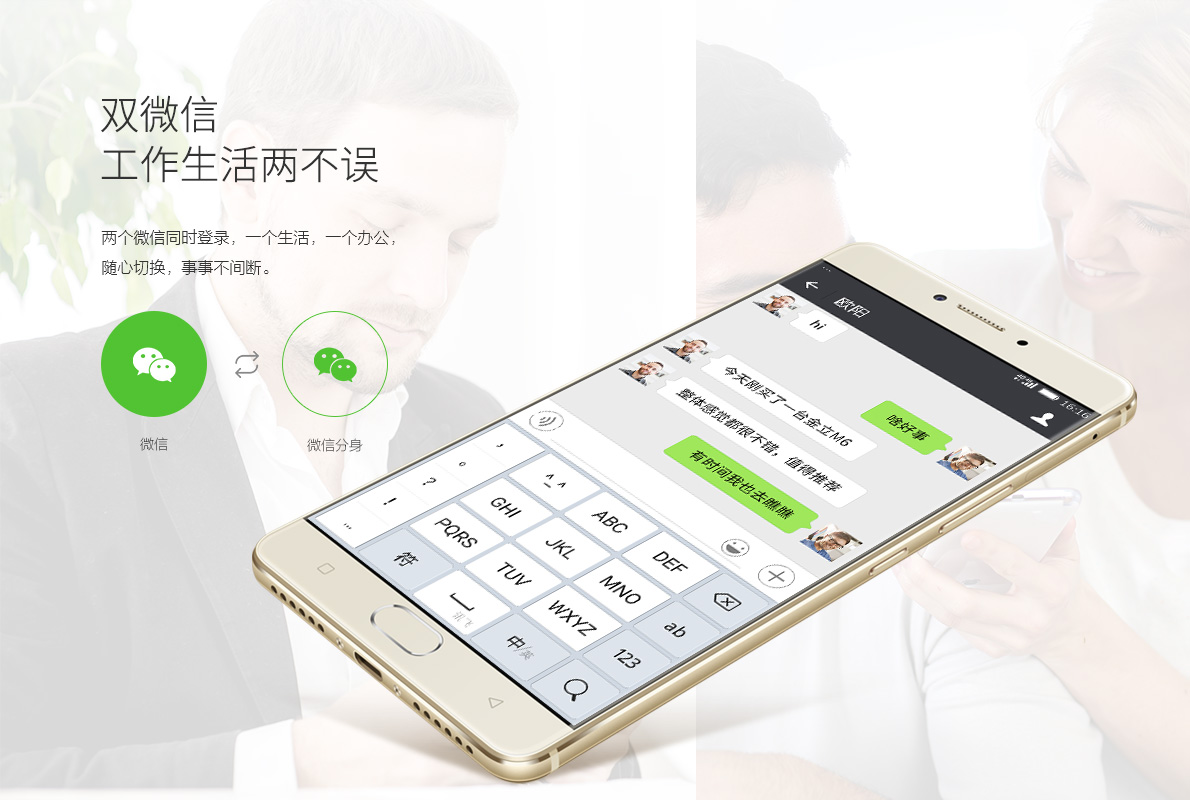 双微信
工作生活两不误
两个微信同时登录，一个生活，一个办公，
随心切换，事事不间断。
微信
微信分身
16:16
欧阳
hi
今天刚买了一台金立M6
啥好事
整体感觉都很不错，值得推荐
有时间我也去瞧瞧
，
。
?
!
...
^^
ABC
DEF
GHI
JKL
MNO
PQRS
TUV
WXYZ
符
ab
123
中/英